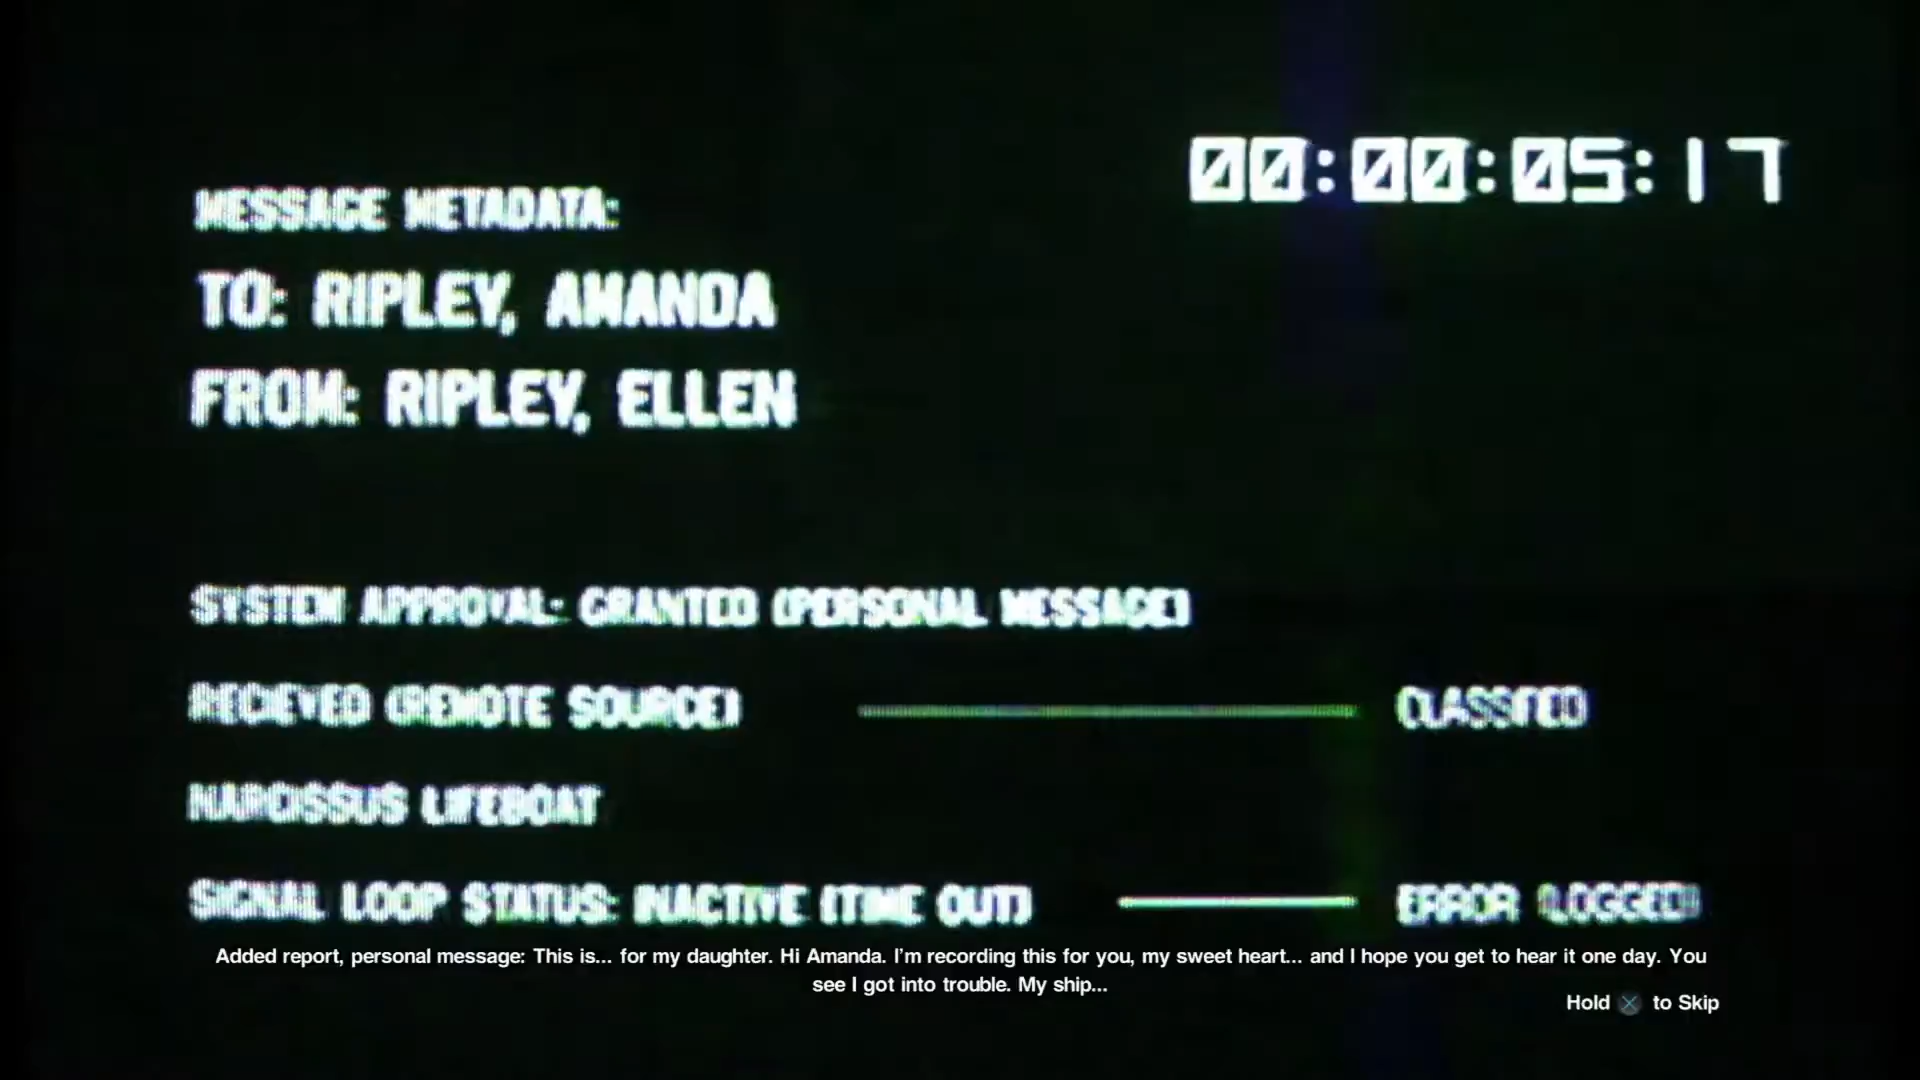 00:00:05:17
MESSAGE METADATA:
TO: RIPLEY, AMANDA
FROM: RIPLEY, ELLEN
SYSTEM APPROVAL: GRANTED (PERSONAL MESSAGE)
RECIEVED (REMOTE SOURCE) CLASSIFIED
NARCISSUS LIFEBOAT
SIGNAL LOOP STATUS: INACTIVE (TIME OUT) ERROR (LOGGED)
Added report, personal message: This is... for my daughter. Hi Amanda. I'm recording this for you, my sweet heart... and I hope you get to hear it one day. You
see I got into trouble. My ship...
Hold to Skip